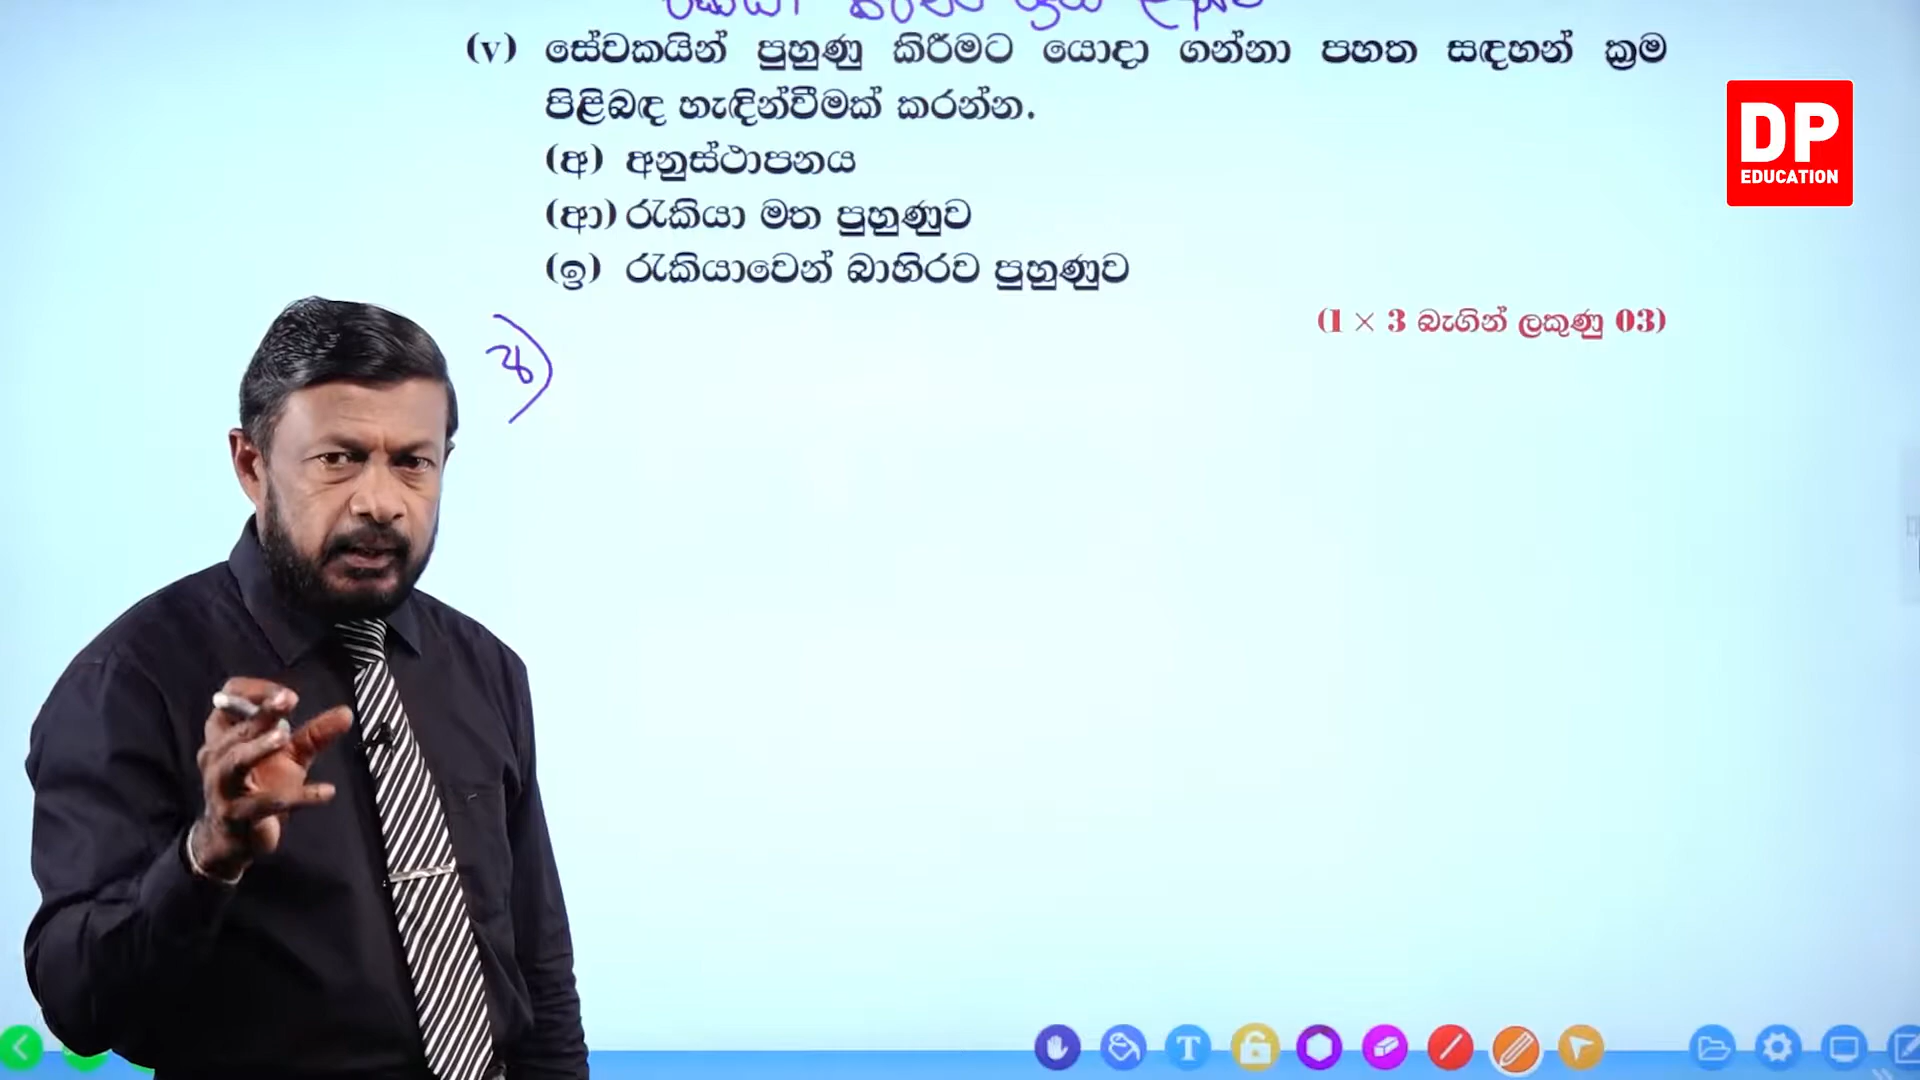 (v) සේවකයින් පුහුණු කිරීමට යොදා ගන්නා පහත සඳහන් ක්‍රම
පිළිබඳ හැඳින්වීමක් කරන්න.
(අ) අනුස්ථාපනය
(ආ) රැකියා මත පුහුණුව
(ඉ) රැකියාවෙන් බාහිරව පුහුණුව
(1 × 3 බැගින් ලකුණු 03)
DP
EDUCATION
T